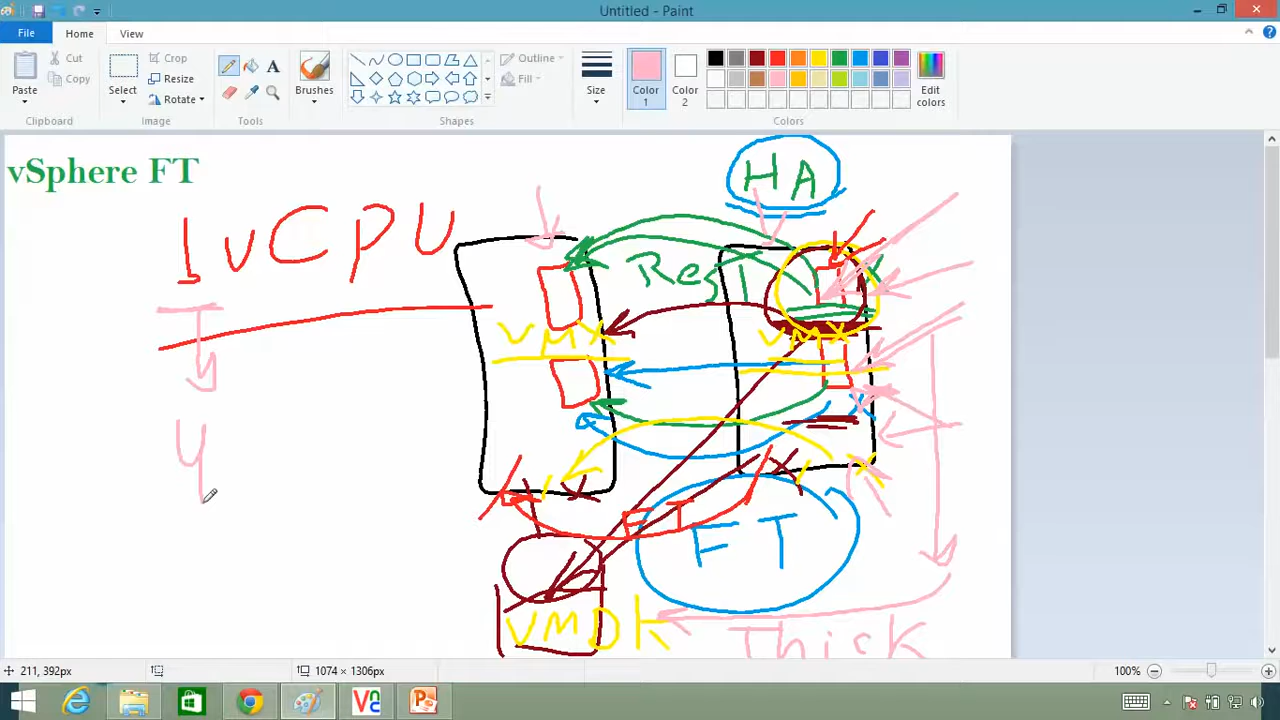 Untitled - Paint
File
Home
View
Paste
Cut
Copy
Clipboard
Select
Crop
Resize
Rotate
Image
Tools
Brushes
Shapes
Outline
Fill
Size
Color
1
Color
2
Colors
Edit
colors
vSphere FT
HA
1vCPU
Rest
VMX
VMX
4
FT
FT
VMDK
Thick
211, 392px
1074 × 1306px
100%